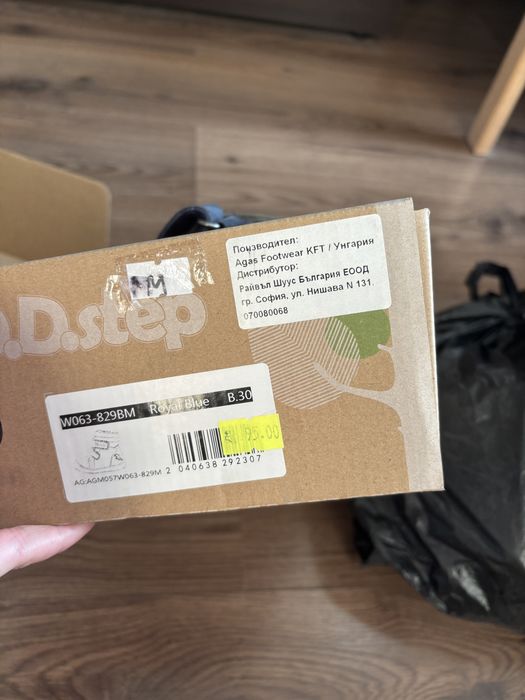 Поизводител:
Agas Footwear KFT / Унгария
Дистрибутор:
Райвъл Шуус България ЕООД
гр. София, ул. Нишава N 131,
070080068
.D.step
W063-829BM Royal Blue B.30
95.00
AG:AGM057W063-829M
2 040638 292307